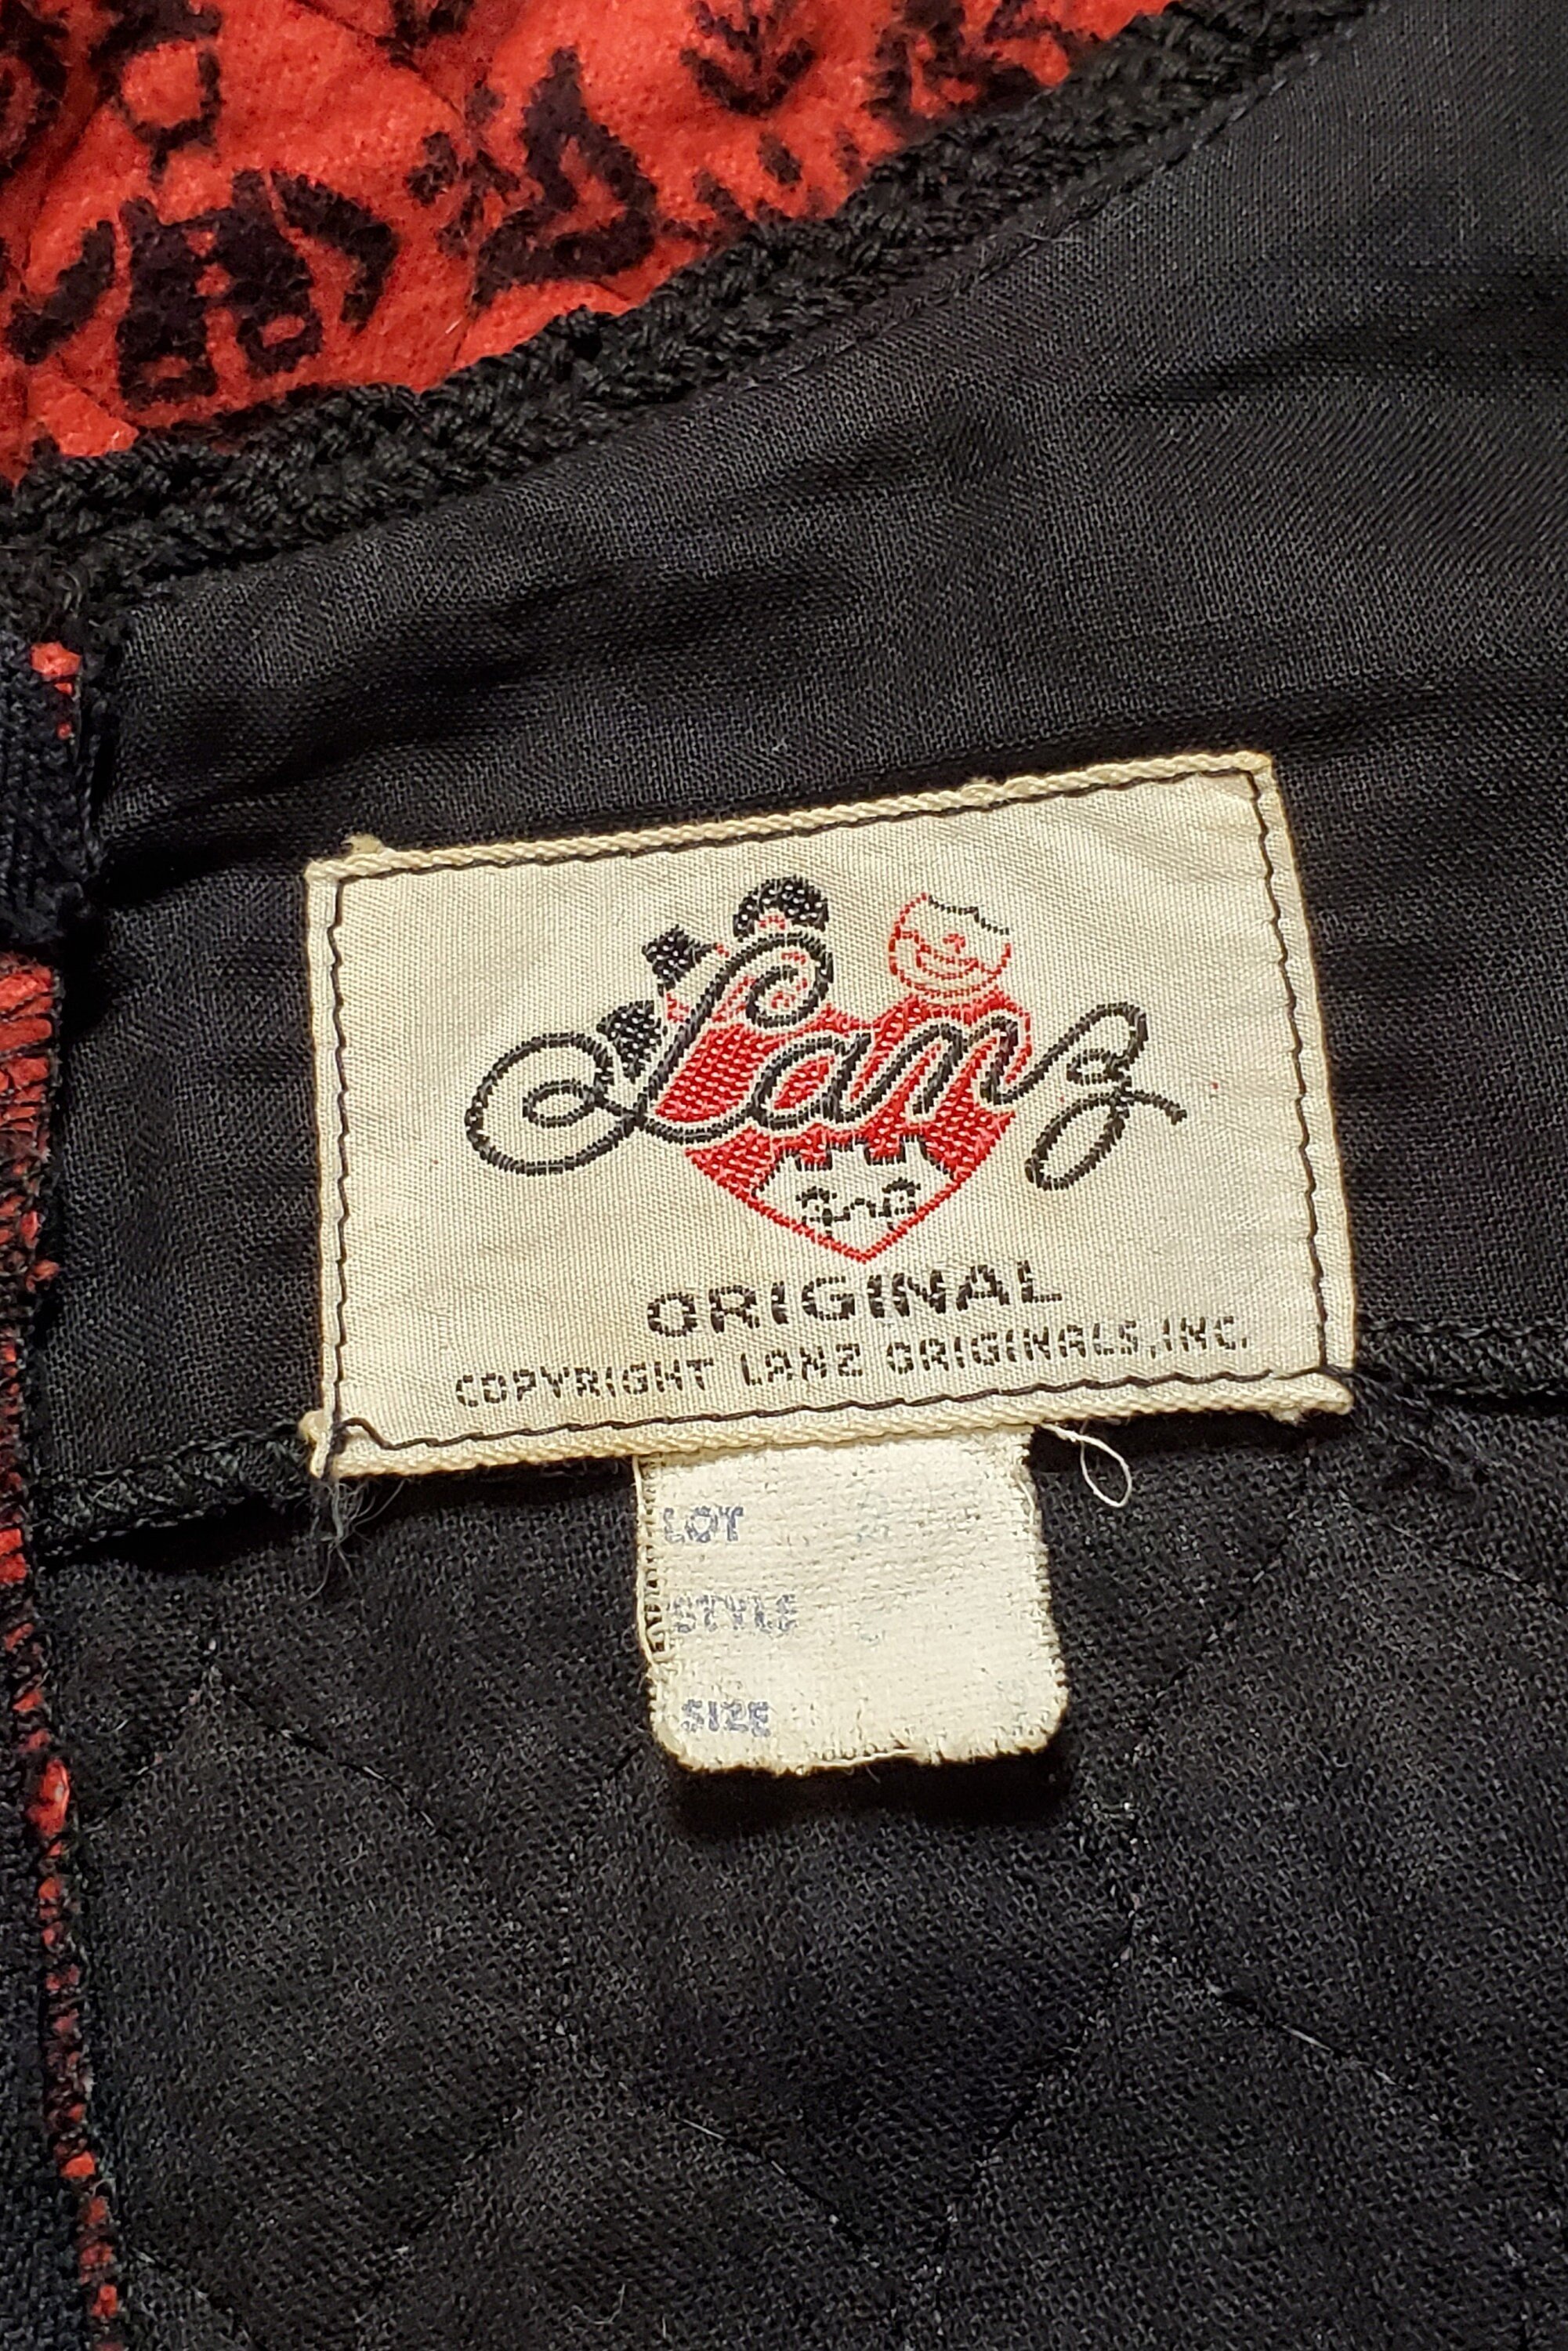 Lanz
ORIGINAL
COPYRIGHT LANZ ORIGINALS, INC.
LOT
STYLE
SIZE